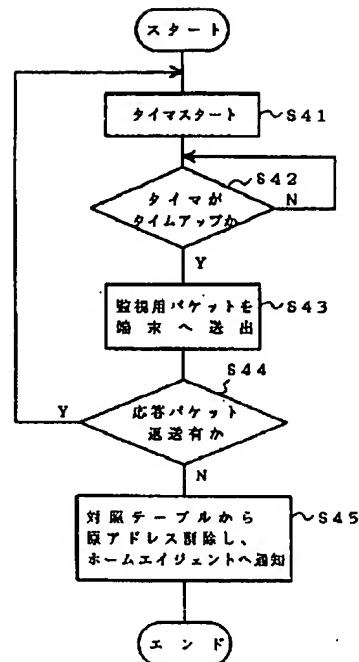 スタート
タイマスタート
S41
S42
タイマが
タイムアップか
N
Y
監視用パケットを
端末へ送出
S43
S44
応答パケット
返送有か
Y
N
対照テーブルから
原アドレス削除し、
ホームエイジェントへ通知
S45
エンド